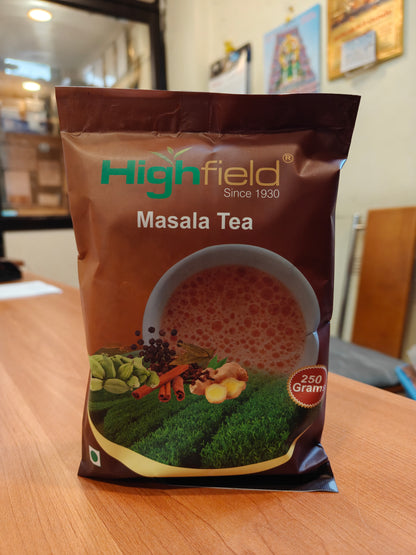 Highfield®
Since 1930
Masala Tea
250
Grams